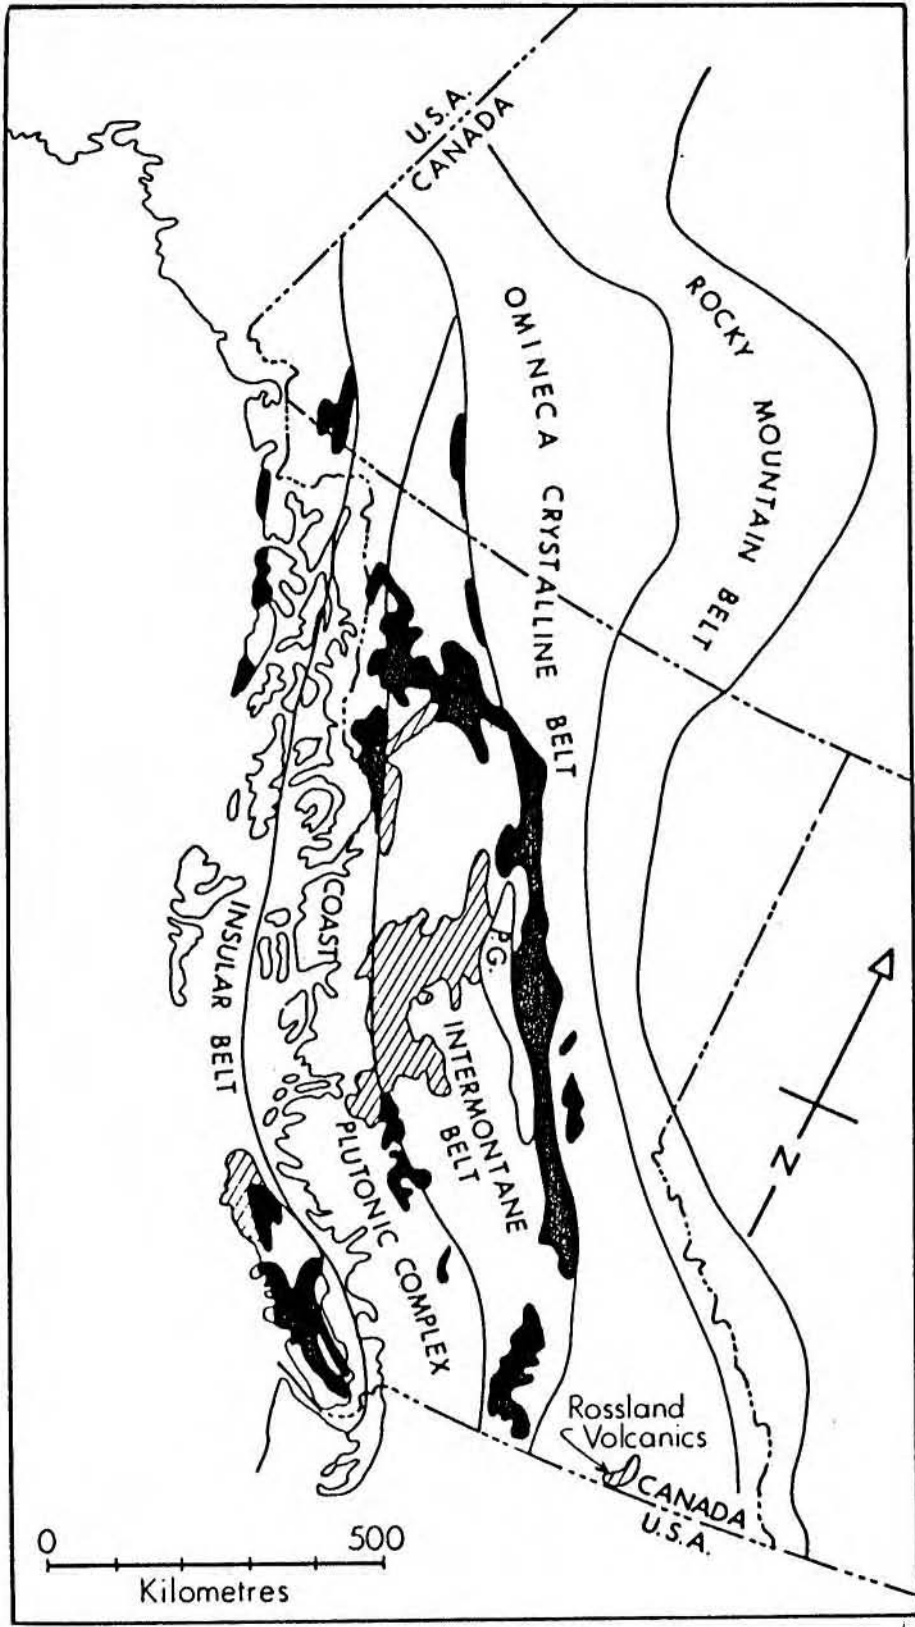 U.S.A.
CANADA
ROCKY MOUNTAIN BELT
OMINECA CRYSTALLINE BELT
COAST PLUTONIC COMPLEX
INSULAR BELT
P.G.
INTERMONTANE
BELT
N
Rossland
Volcanics
CANADA
U.S.A.
0 500
Kilometres